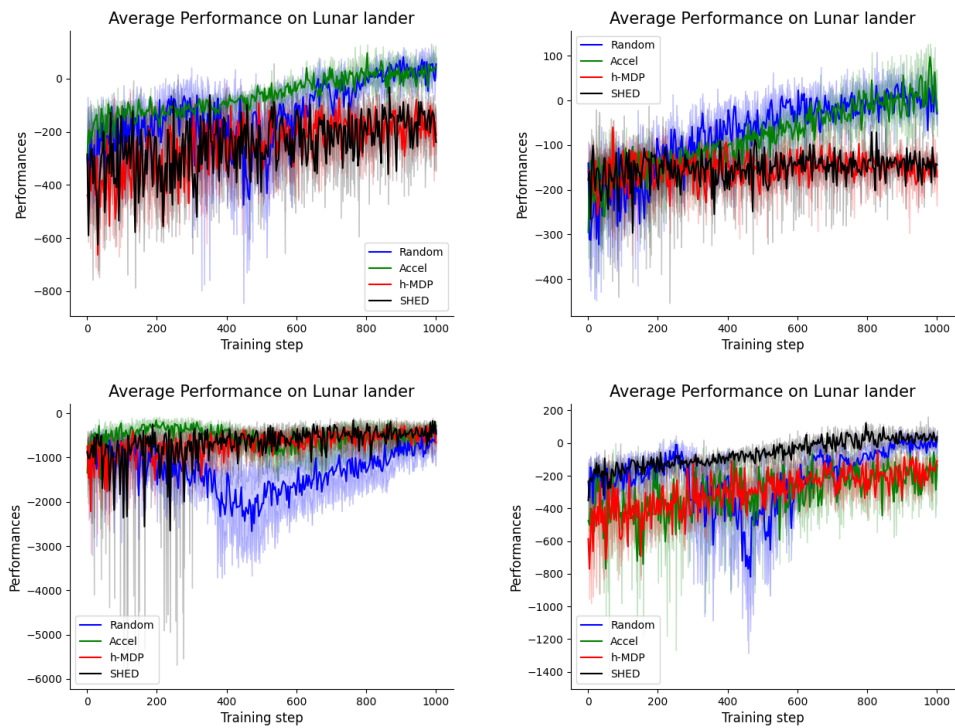 Average Performance on Lunar lander
Performances
0
−200
−400
−600
−800
0
200
400
600
800
1000
Training step
Random
Accel
h-MDP
SHED
Average Performance on Lunar lander
Performances
100
0
−100
−200
−300
−400
0
200
400
600
800
1000
Training step
Random
Accel
h-MDP
SHED
Average Performance on Lunar lander
Performances
0
−1000
−2000
−3000
−4000
−5000
−6000
0
200
400
600
800
1000
Training step
Random
Accel
h-MDP
SHED
Average Performance on Lunar lander
Performances
200
0
−200
−400
−600
−800
−1000
−1200
−1400
0
200
400
600
800
1000
Training step
Random
Accel
h-MDP
SHED